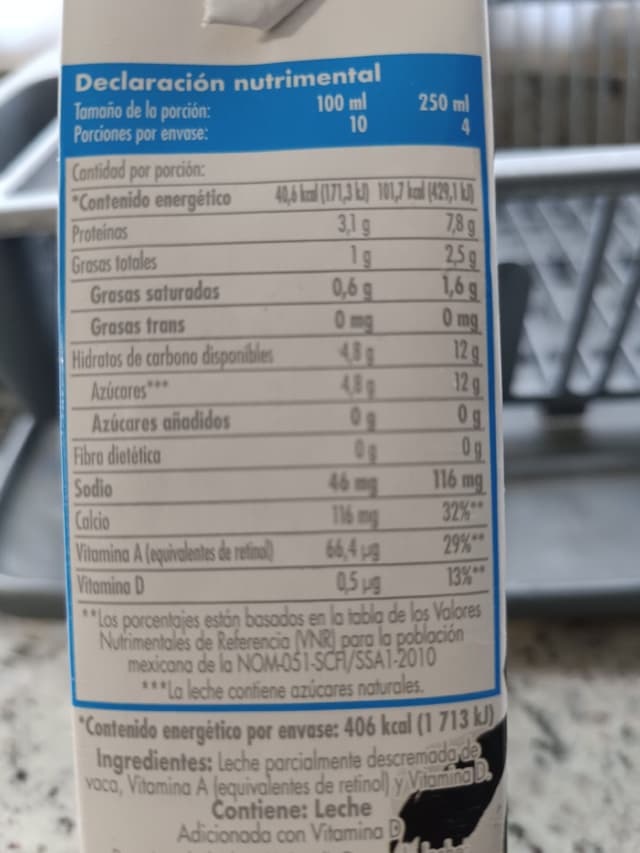 Declaración nutrimental
Tamaño de la porción: 100 ml 250 ml
Porciones por envase: 10 4
Cantidad por porción:
*Contenido energético 40,6 kcal (171,3 kJ) 101,7 kcal (429,1 kJ)
Proteínas 3,1 g 7,8 g
Grasas totales 1 g 2,5 g
Grasas saturadas 0,6 g 1,6 g
Grasas trans 0 mg 0 mg
Hidratos de carbono disponibles 4,8 g 12 g
Azúcares*** 4,8 g 12 g
Azúcares añadidos 0 g 0 g
Fibra dietética 0 g 0 g
Sodio 46 mg 116 mg
Calcio 116 mg 32%**
Vitamina A (equivalentes de retinol) 66,4 µg 29%**
Vitamina D 0,5 µg 13%**
**Los porcentajes están basados en la tabla de los Valores
Nutrimentales de Referencia (VNR) para la población
mexicana de la NOM-051-SCFI/SSA1-2010
***La leche contiene azúcares naturales.
*Contenido energético por envase: 406 kcal (1 713 kJ)
Ingredientes: Leche parcialmente descremada de
vaca, Vitamina A (equivalentes de retinol) y Vitamina D.
Contiene: Leche
Adicionada con Vitamina